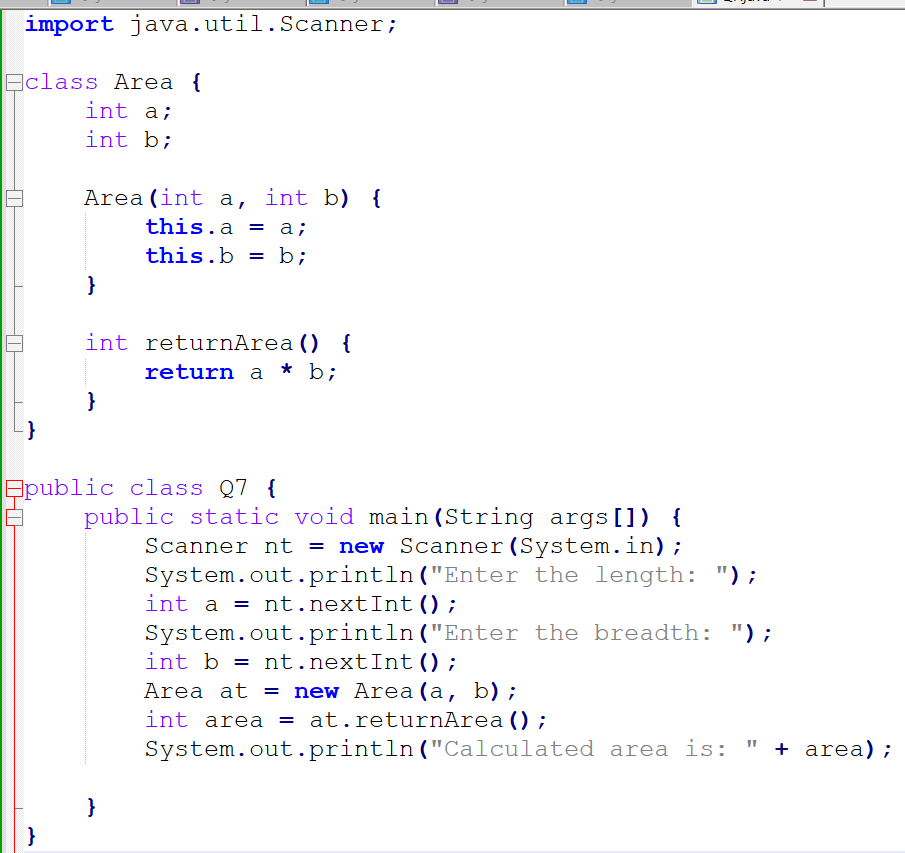 import java.util.Scanner;

class Area {
    int a;
    int b;

    Area(int a, int b) {
        this.a = a;
        this.b = b;
    }

    int returnArea() {
        return a * b;
    }
}

public class Q7 {
    public static void main(String args[]) {
        Scanner nt = new Scanner(System.in);
        System.out.println("Enter the length: ");
        int a = nt.nextInt();
        System.out.println("Enter the breadth: ");
        int b = nt.nextInt();
        Area at = new Area(a, b);
        int area = at.returnArea();
        System.out.println("Calculated area is: " + area);

    }
}